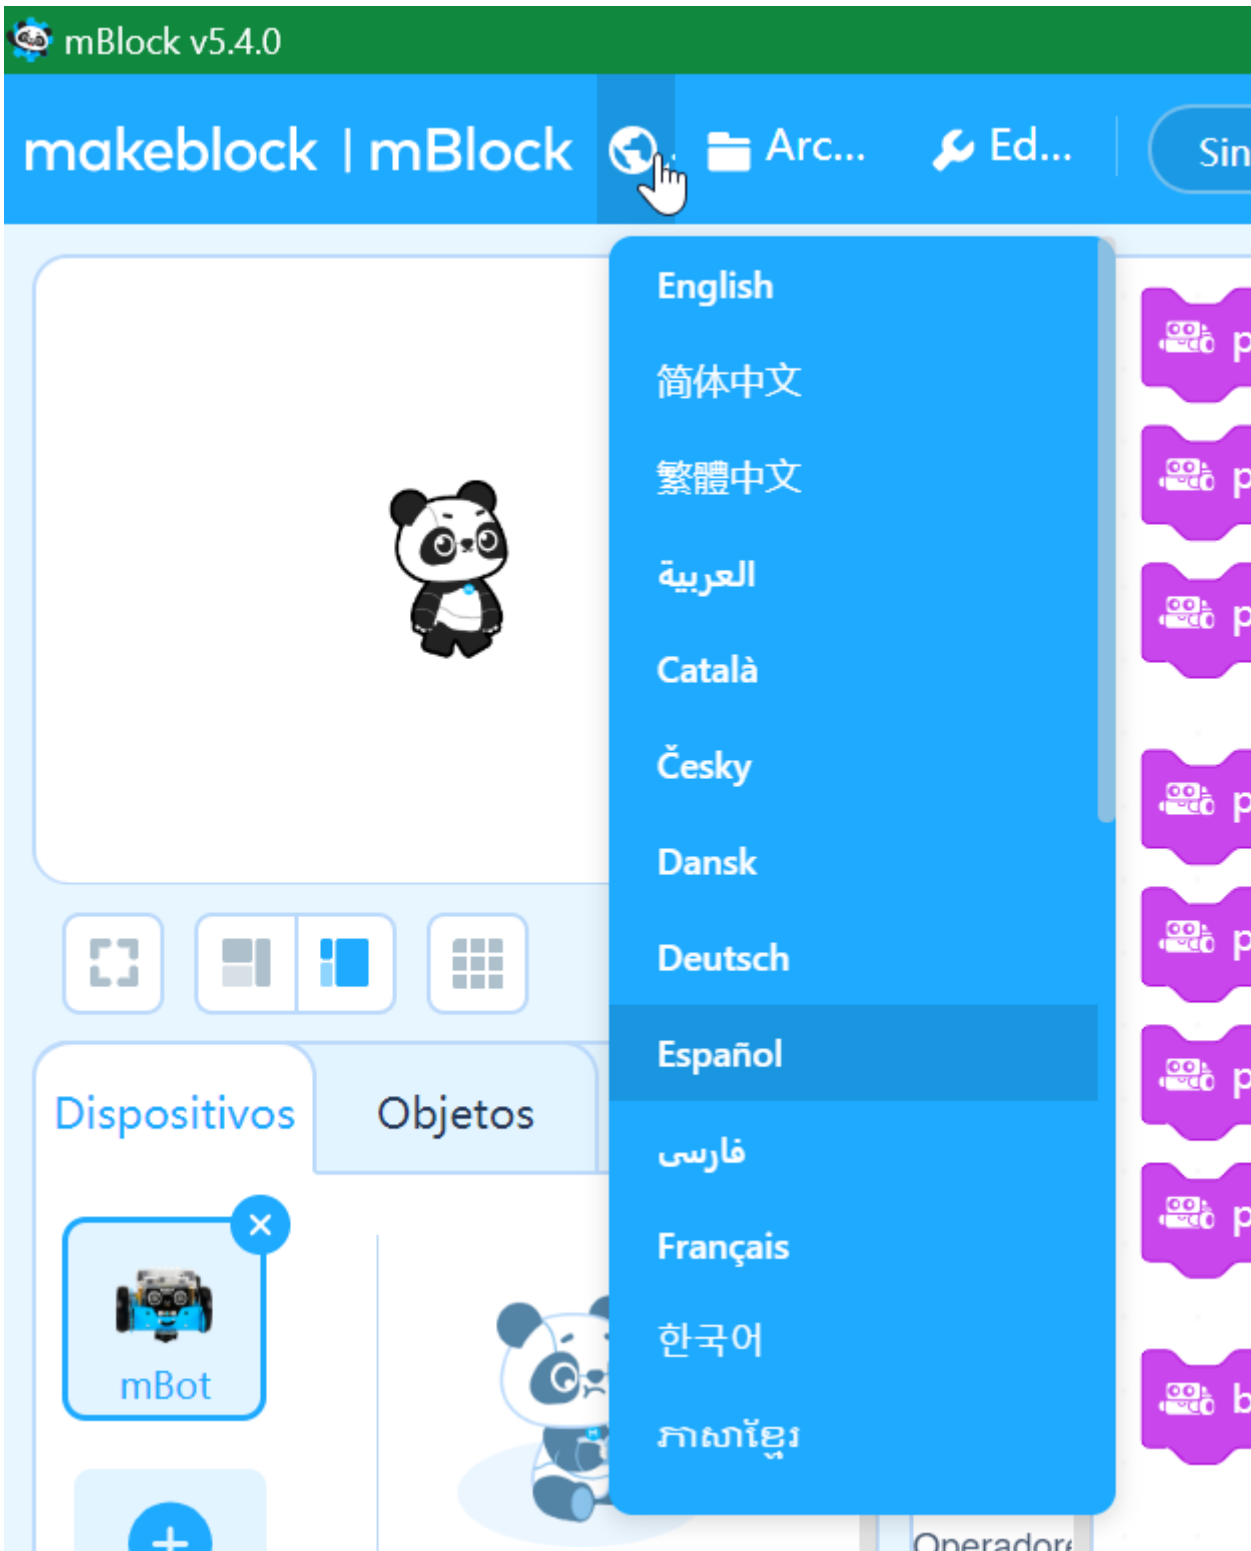 mBlock v5.4.0
makeblock | mBlock
Arc...
Ed...
Sin
English
简体中文
繁體中文
العربية
Català
Česky
Dansk
Deutsch
Español
فارسی
Français
한국어
ភាសាខ្មែរ
Dispositivos
Objetos
mBot
p
p
p
p
p
p
p
b
Operadore